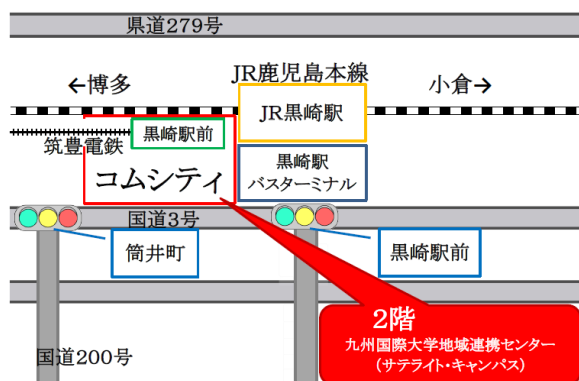 県道279号
JR鹿児島本線
←博多
小倉→
JR黒崎駅
黒崎駅前
筑豊電鉄
コムシティ
黒崎駅
バスターミナル
国道3号
筒井町
黒崎駅前
2階
九州国際大学地域連携センター
(サテライト・キャンパス)
国道200号